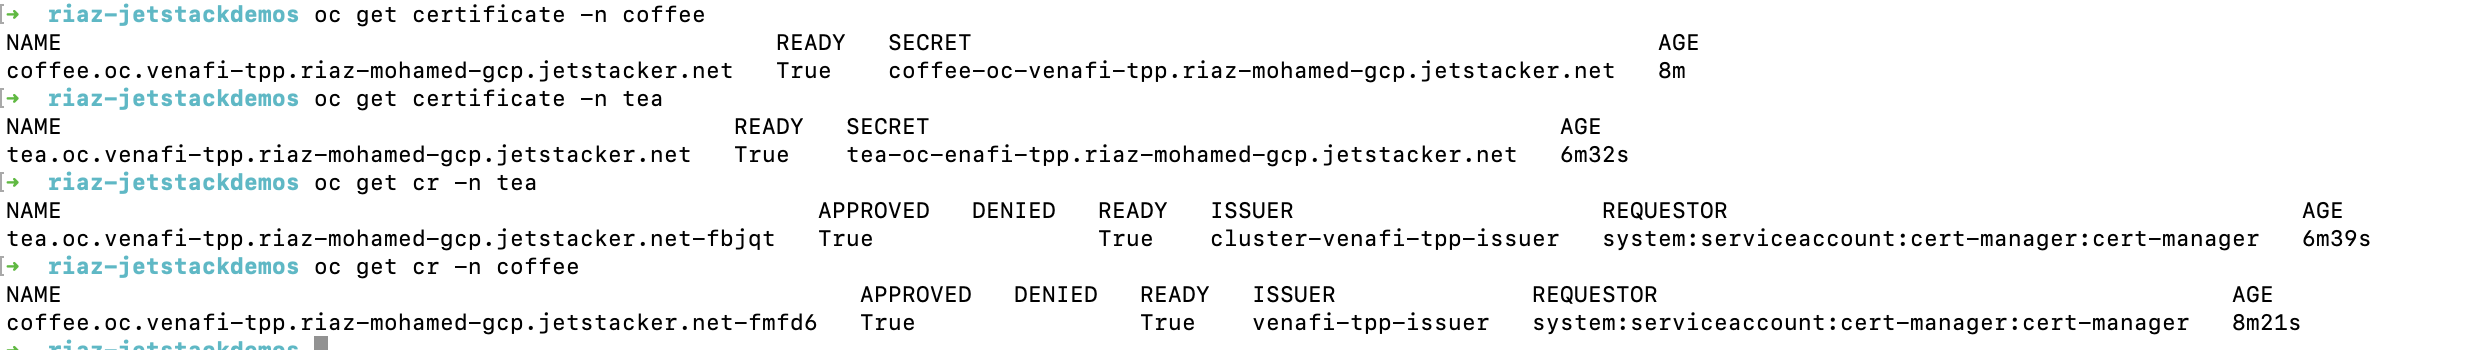 [➜ riaz-jetstackdemos oc get certificate -n coffee
NAME READY SECRET AGE
coffee.oc.venafi-tpp.riaz-mohamed-gcp.jetstacker.net True coffee-oc-venafi-tpp.riaz-mohamed-gcp.jetstacker.net 8m
[➜ riaz-jetstackdemos oc get certificate -n tea
NAME READY SECRET AGE
tea.oc.venafi-tpp.riaz-mohamed-gcp.jetstacker.net True tea-oc-enafi-tpp.riaz-mohamed-gcp.jetstacker.net 6m32s
[➜ riaz-jetstackdemos oc get cr -n tea
NAME APPROVED DENIED READY ISSUER REQUESTOR AGE
tea.oc.venafi-tpp.riaz-mohamed-gcp.jetstacker.net-fbjqt True True cluster-venafi-tpp-issuer system:serviceaccount:cert-manager:cert-manager 6m39s
[➜ riaz-jetstackdemos oc get cr -n coffee
NAME APPROVED DENIED READY ISSUER REQUESTOR AGE
coffee.oc.venafi-tpp.riaz-mohamed-gcp.jetstacker.net-fmfd6 True True venafi-tpp-issuer system:serviceaccount:cert-manager:cert-manager 8m21s
➜ riaz-jetstackdemos